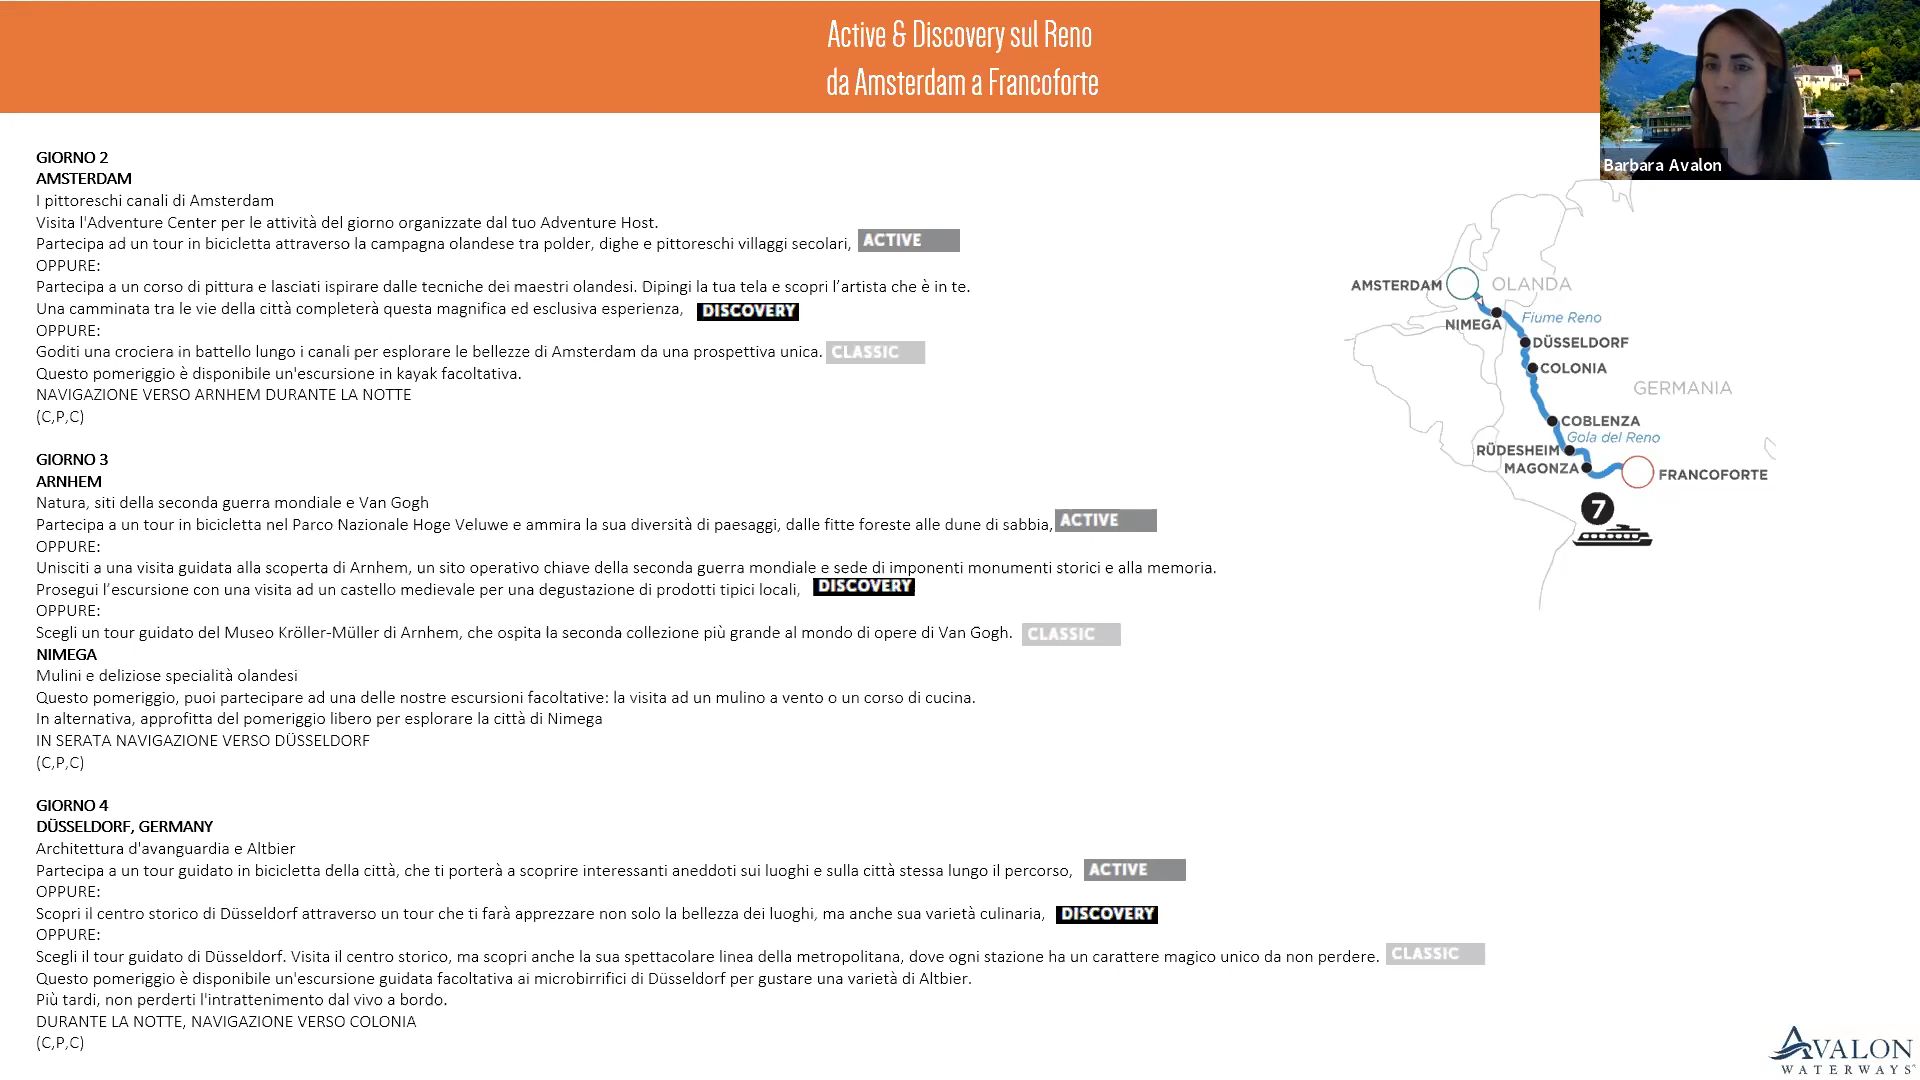 Active & Discovery sul Reno
da Amsterdam a Francoforte
Barbara Avalon
GIORNO 2
AMSTERDAM
I pittoreschi canali di Amsterdam
Visita l'Adventure Center per le attività del giorno organizzate dal tuo Adventure Host.
Partecipa ad un tour in bicicletta attraverso la campagna olandese tra polder, dighe e pittoreschi villaggi secolari, ACTIVE
OPPURE:
Partecipa a un corso di pittura e lasciati ispirare dalle tecniche dei maestri olandesi. Dipingi la tua tela e scopri l’artista che è in te.
Una camminata tra le vie della città completerà questa magnifica ed esclusiva esperienza, DISCOVERY
OPPURE:
Goditi una crociera in battello lungo i canali per esplorare le bellezze di Amsterdam da una prospettiva unica. CLASSIC
Questo pomeriggio è disponibile un'escursione in kayak facoltativa.
NAVIGAZIONE VERSO ARNHEM DURANTE LA NOTTE
(C,P,C)
GIORNO 3
ARNHEM
Natura, siti della seconda guerra mondiale e Van Gogh
Partecipa a un tour in bicicletta nel Parco Nazionale Hoge Veluwe e ammira la sua diversità di paesaggi, dalle fitte foreste alle dune di sabbia, ACTIVE
OPPURE:
Unisciti a una visita guidata alla scoperta di Arnhem, un sito operativo chiave della seconda guerra mondiale e sede di imponenti monumenti storici e alla memoria.
Prosegui l’escursione con una visita ad un castello medievale per una degustazione di prodotti tipici locali, DISCOVERY
OPPURE:
Scegli un tour guidato del Museo Kröller-Müller di Arnhem, che ospita la seconda collezione più grande al mondo di opere di Van Gogh. CLASSIC
NIMEGA
Mulini e deliziose specialità olandesi
Questo pomeriggio, puoi partecipare ad una delle nostre escursioni facoltative: la visita ad un mulino a vento o un corso di cucina.
In alternativa, approfitta del pomeriggio libero per esplorare la città di Nimega
IN SERATA NAVIGAZIONE VERSO DÜSSELDORF
(C,P,C)
GIORNO 4
DÜSSELDORF, GERMANY
Architettura d'avanguardia e Altbier
Partecipa a un tour guidato in bicicletta della città, che ti porterà a scoprire interessanti aneddoti sui luoghi e sulla città stessa lungo il percorso, ACTIVE
OPPURE:
Scopri il centro storico di Düsseldorf attraverso un tour che ti farà apprezzare non solo la bellezza dei luoghi, ma anche sua varietà culinaria, DISCOVERY
OPPURE:
Scegli il tour guidato di Düsseldorf. Visita il centro storico, ma scopri anche la sua spettacolare linea della metropolitana, dove ogni stazione ha un carattere magico unico da non perdere. CLASSIC
Questo pomeriggio è disponibile un'escursione guidata facoltativa ai microbirrifici di Düsseldorf per gustare una varietà di Altbier.
Più tardi, non perderti l'intrattenimento dal vivo a bordo.
DURANTE LA NOTTE, NAVIGAZIONE VERSO COLONIA
(C,P,C)
AMSTERDAM
OLANDA
NIMEGA
Fiume Reno
DÜSSELDORF
COLONIA
GERMANIA
COBLENZA
Gola del Reno
RÜDESHEIM
MAGONZA
FRANCOFORTE
7
AVALON
WATERWAYS